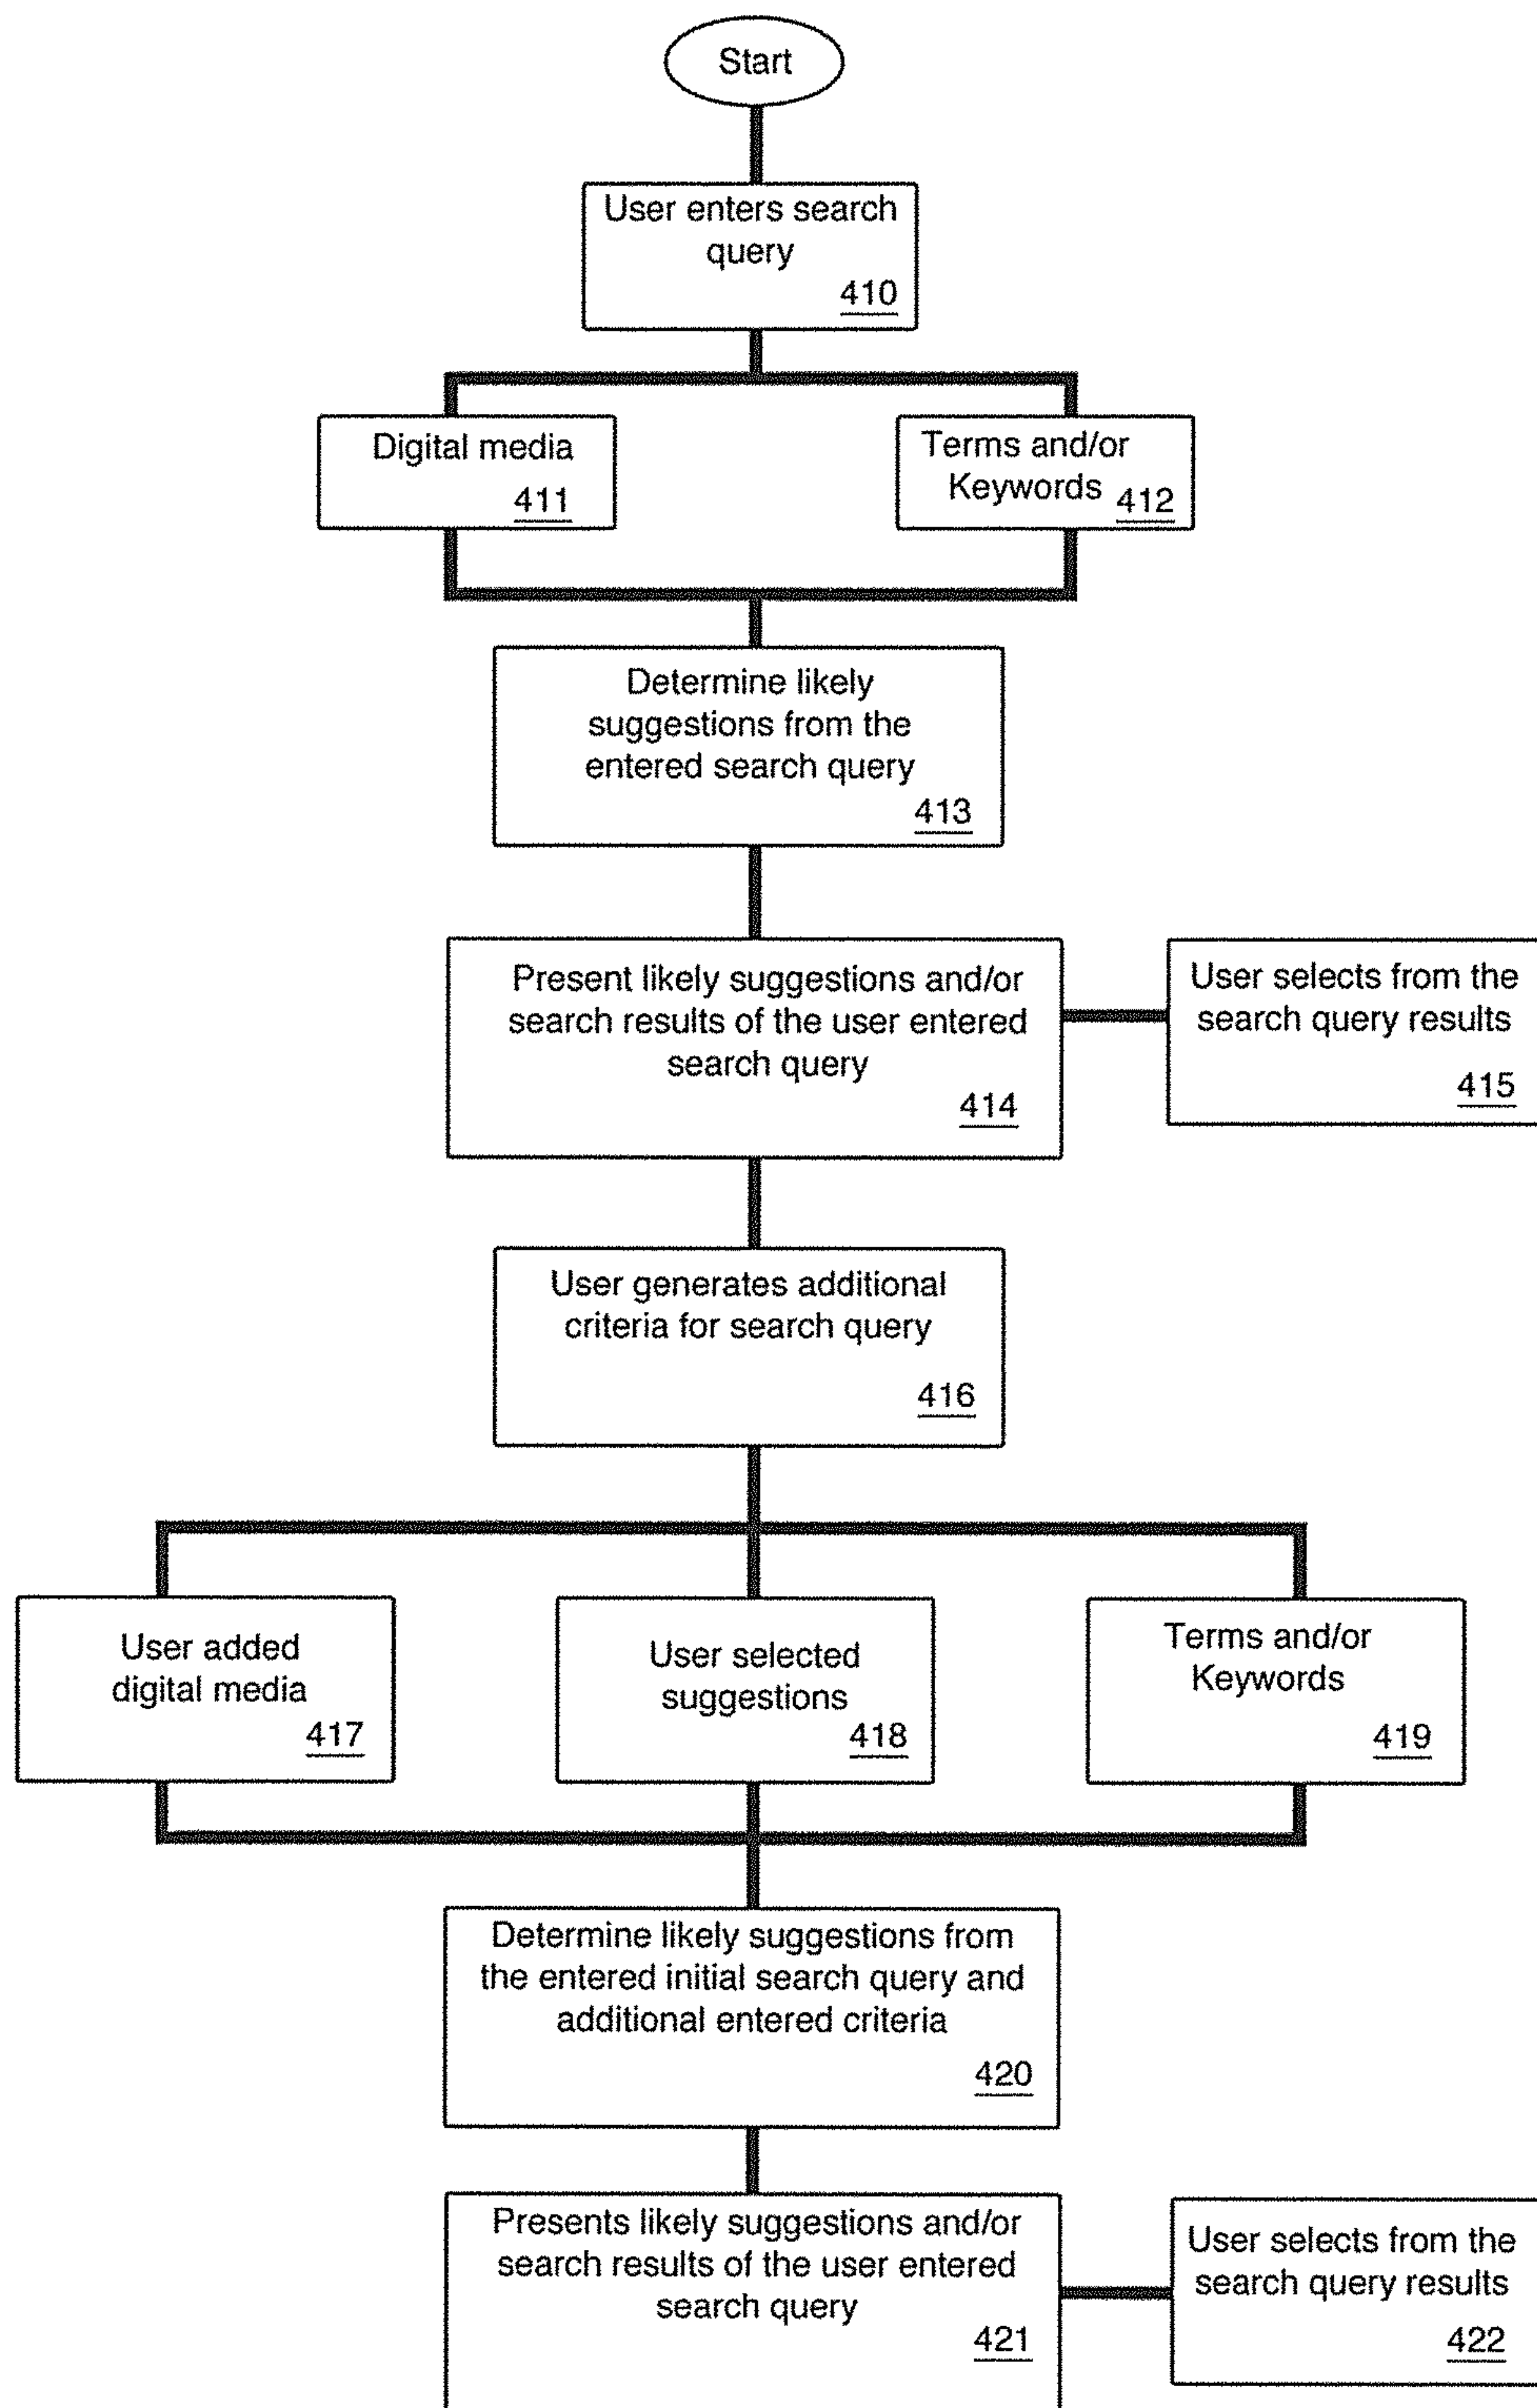 Start
User enters search
query
410
Digital media
411
Terms and/or
Keywords
412
Determine likely
suggestions from the
entered search query
413
Present likely suggestions and/or
search results of the user entered
search query
414
User selects from the
search query results
415
User generates additional
criteria for search query
416
User added
digital media
417
User selected
suggestions
418
Terms and/or
Keywords
419
Determine likely suggestions from
the entered initial search query and
additional entered criteria
420
Presents likely suggestions and/or
search results of the user entered
search query
421
User selects from the
search query results
422